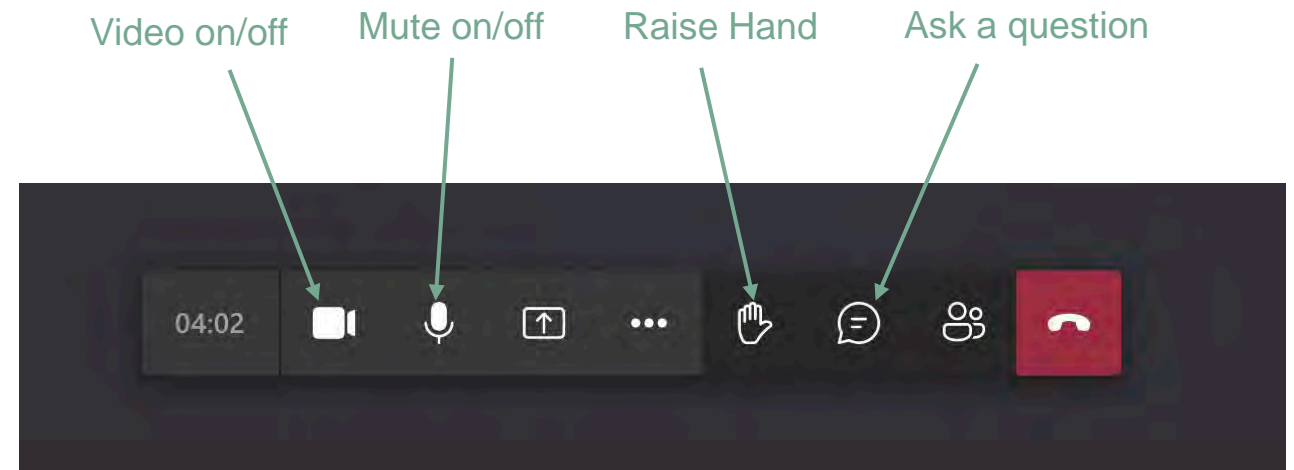 Video on/off
Mute on/off
Raise Hand
Ask a question
04:02